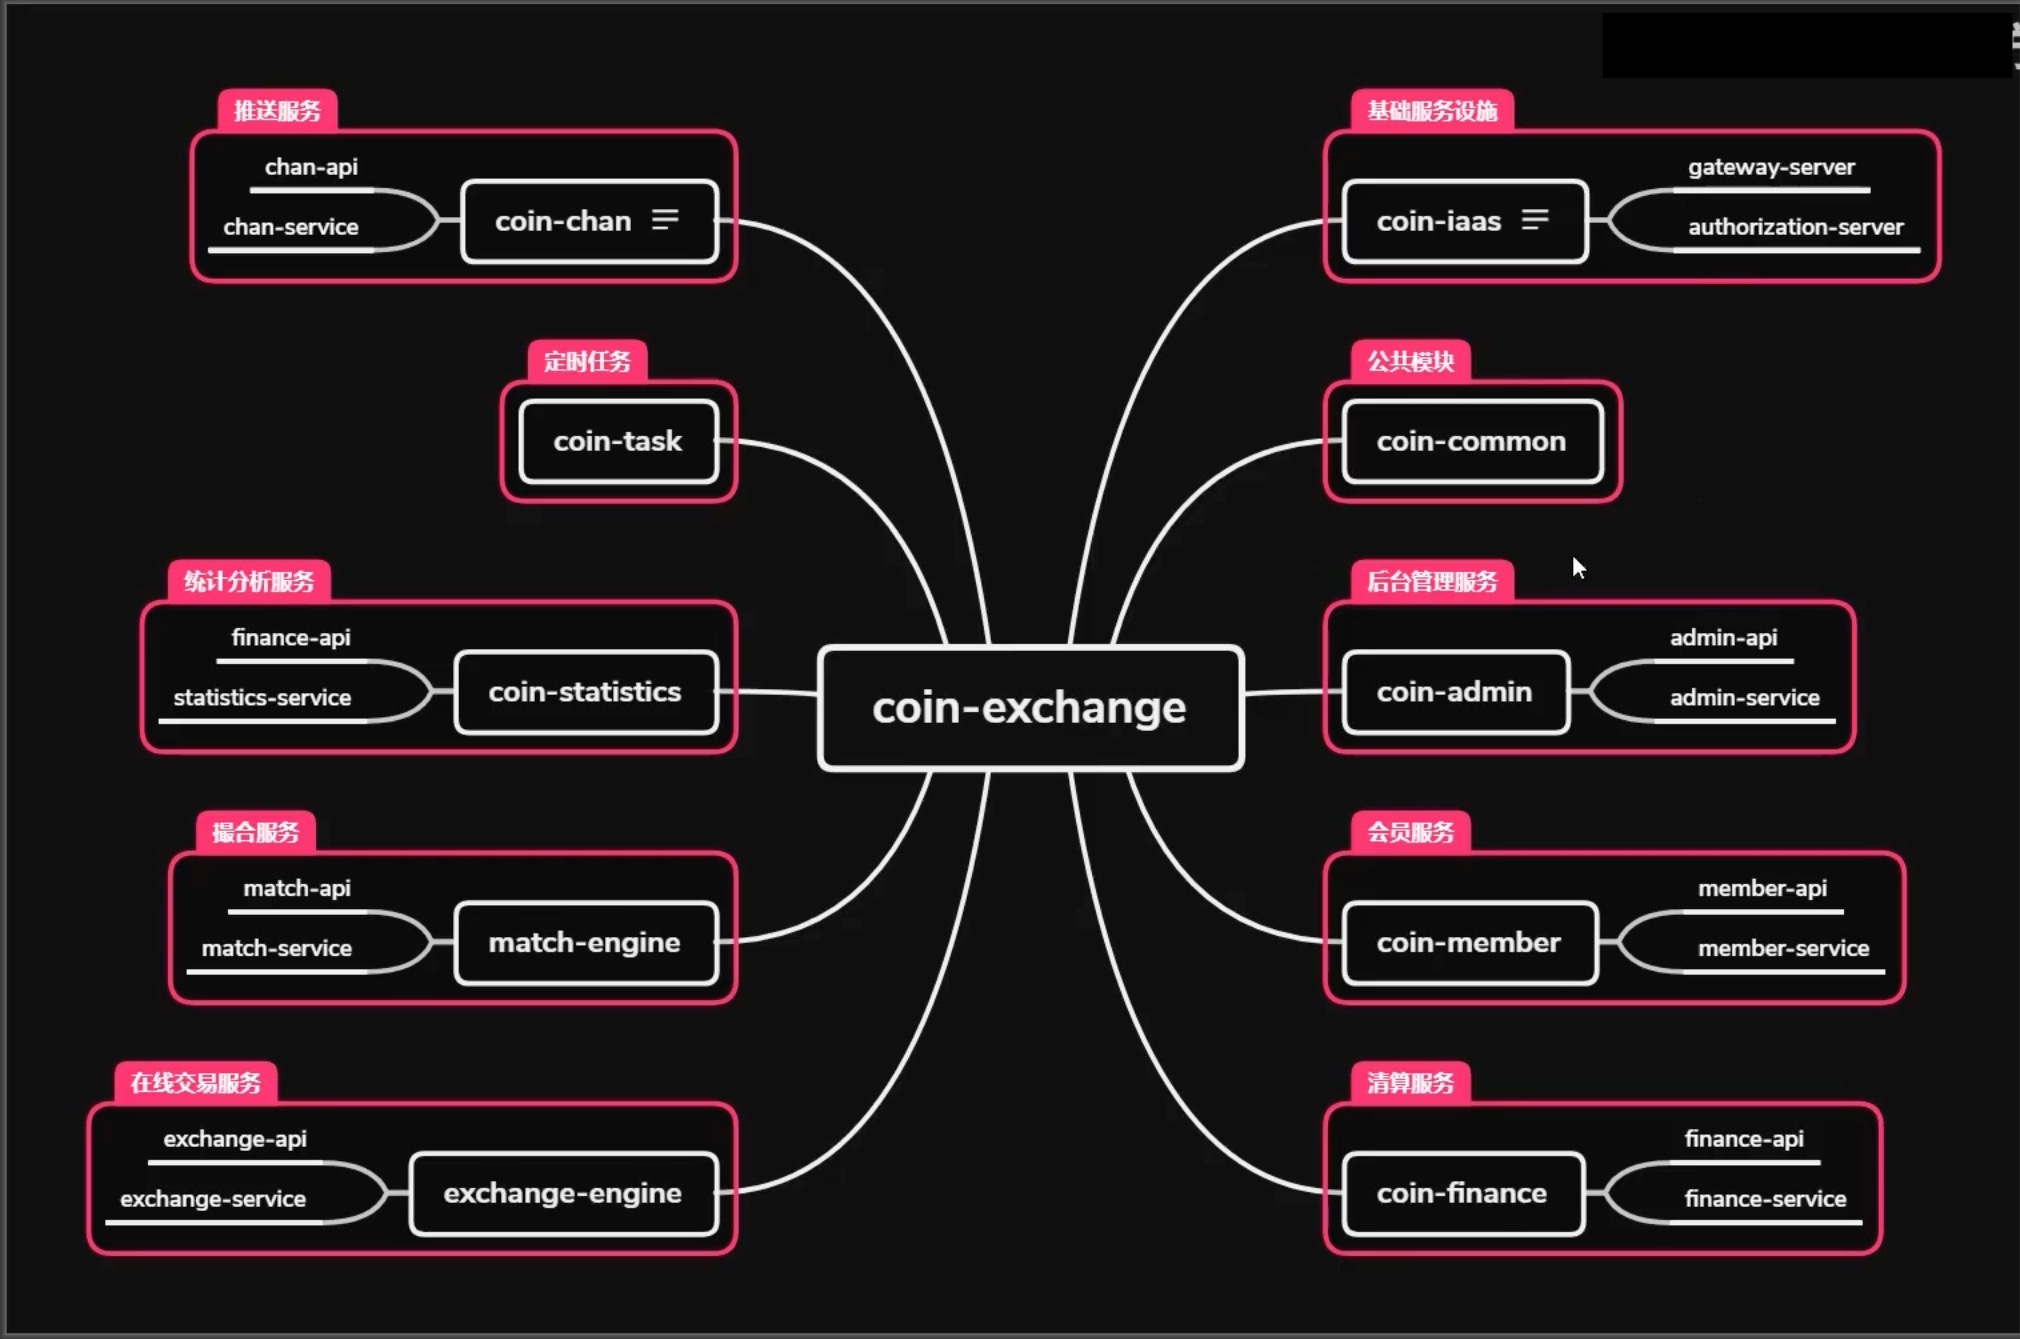 推送服务
chan-api
chan-service
coin-chan
定时任务
coin-task
统计分析服务
finance-api
statistics-service
coin-statistics
撮合服务
match-api
match-service
match-engine
在线交易服务
exchange-api
exchange-service
exchange-engine
coin-exchange
基础服务设施
coin-iaas
gateway-server
authorization-server
公共模块
coin-common
后台管理服务
coin-admin
admin-api
admin-service
会员服务
coin-member
member-api
member-service
清算服务
coin-finance
finance-api
finance-service